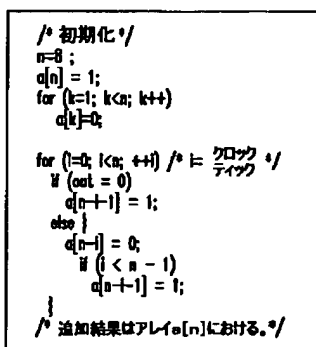 /* 初期化 */
n=8 ;
a[n] = 1;
for (k=1; k<n; k++)
a[k]=0;
for (i=0; i<n; ++i) /* i= クロック ティック */
if (out = 0)
a[n-i-1] = 1;
else {
a[n-i] = 0;
if (i < n - 1)
a[n-i-1] = 1;
}
/* 追加結果はアレイa[n]における。*/